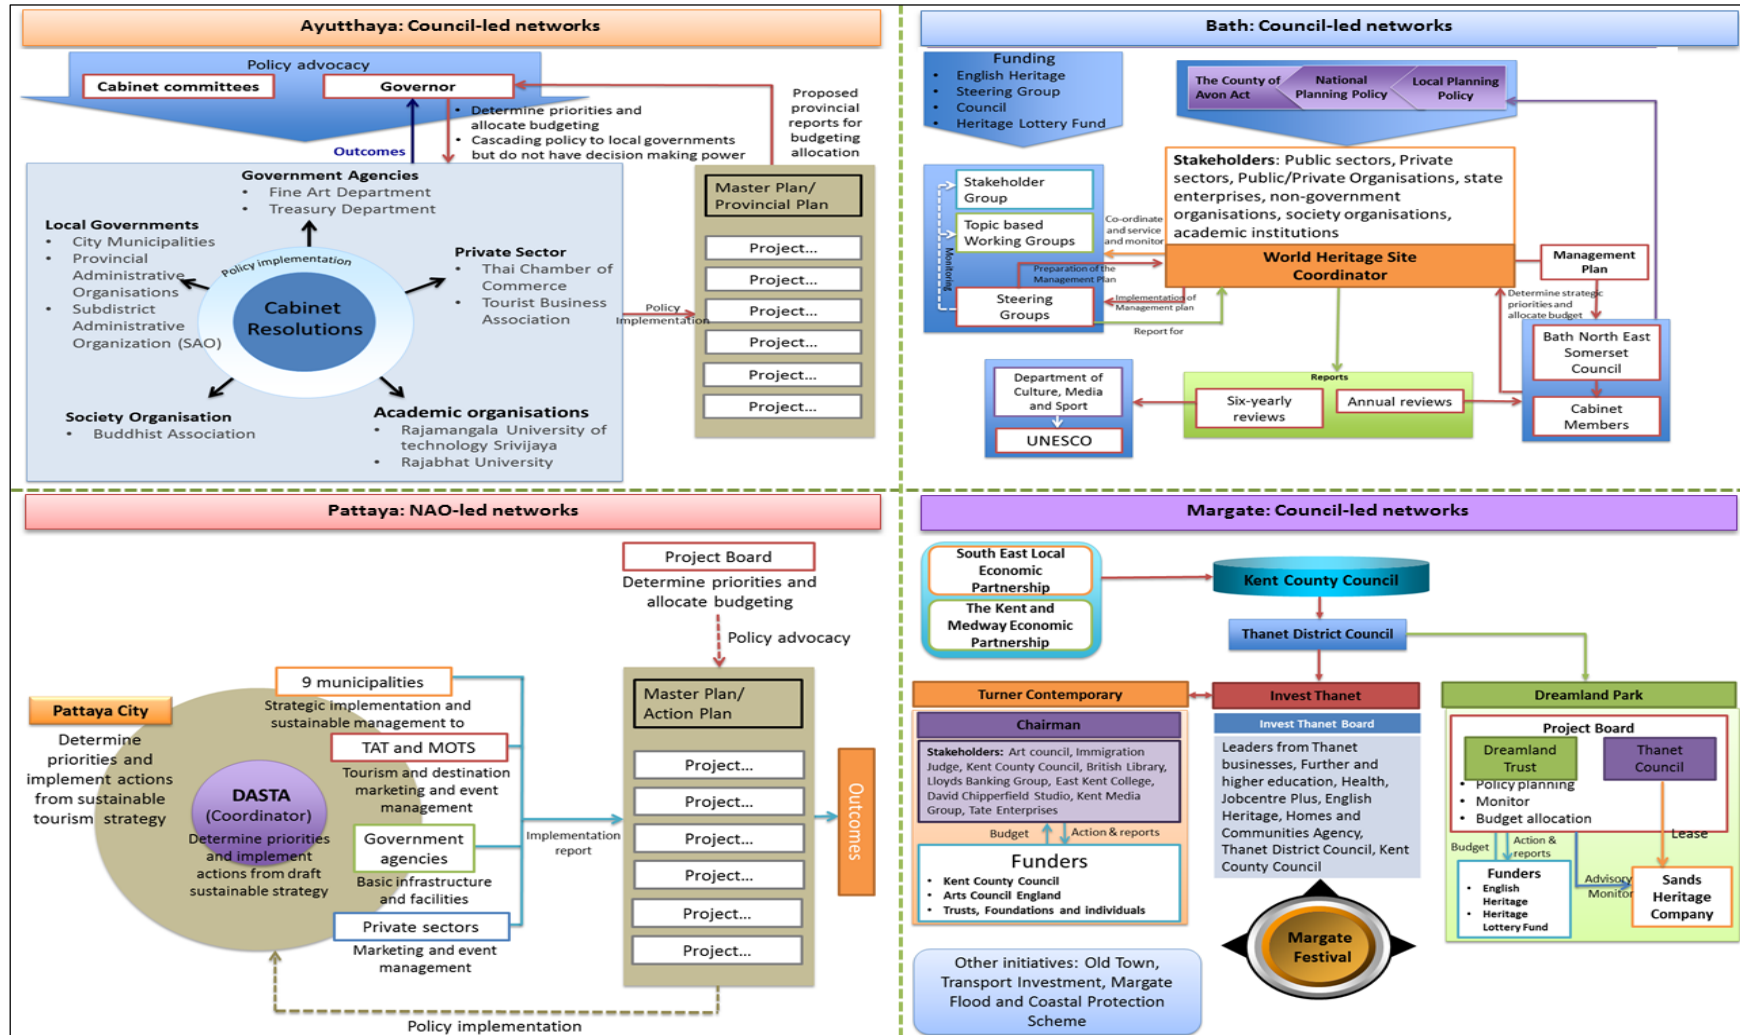 Ayutthaya: Council-led networks
Policy advocacy
Cabinet committees
Governor
• Determine priorities and
allocate budgeting
• Cascading policy to local governments
but do not have decision making power
Proposed
provincial
reports for
budgeting
allocation
Outcomes
Government Agencies
• Fine Art Department
• Treasury Department
Local Governments
• City Municipalities
• Provincial
Administrative
Organisations
• Subdistrict
Administrative
Organization (SAO)
Policy implementation
Cabinet
Resolutions
Private Sector
• Thai Chamber of
Commerce
• Tourist Business
Association
Society Organisation
• Buddhist Association
Academic organisations
• Rajamangala University of
technology Srivijaya
• Rajabhat University
Policy
Implementation
Master Plan/
Provincial Plan
Project...
Project...
Project...
Project...
Project...
Project...
Bath: Council-led networks
Funding
• English Heritage
• Steering Group
• Council
• Heritage Lottery Fund
The County of
Avon Act
National
Planning Policy
Local Planning
Policy
Stakeholders: Public sectors, Private
sectors, Public/Private Organisations, state
enterprises, non-government
organisations, society organisations,
academic institutions
World Heritage Site
Coordinator
Stakeholder
Group
Topic based
Working Groups
Monitoring
Steering
Groups
Co-ordinate
and service
and monitor
Preparation of the
Management Plan
Implementation of
Management plan
Report for
Management
Plan
Determine strategic
priorities and
allocate budget
Bath North East
Somerset
Council
Cabinet
Members
Reports
Six-yearly
reviews
Annual reviews
Department of
Culture, Media
and Sport
UNESCO
Pattaya: NAO-led networks
Project Board
Determine priorities and
allocate budgeting
Policy advocacy
Pattaya City
Determine
priorities and
implement actions
from sustainable
tourism strategy
DASTA
(Coordinator)
Determine priorities
and implement
actions from draft
sustainable strategy
9 municipalities
Strategic implementation and
sustainable management to
TAT and MOTS
Tourism and destination
marketing and event
management
Government
agencies
Basic infrastructure
and facilities
Private sectors
Marketing and event
management
Implementation
report
Master Plan/
Action Plan
Project...
Project...
Project...
Project...
Project...
Project...
Outcomes
Policy implementation
Margate: Council-led networks
South East Local
Economic
Partnership
The Kent and
Medway Economic
Partnership
Kent County Council
Thanet District Council
Turner Contemporary
Chairman
Stakeholders: Art council, Immigration
Judge, Kent County Council, British Library,
Lloyds Banking Group, East Kent College,
David Chipperfield Studio, Kent Media
Group, Tate Enterprises
Budget
Action & reports
Funders
• Kent County Council
• Arts Council England
• Trusts, Foundations and individuals
Invest Thanet
Invest Thanet Board
Leaders from Thanet
businesses, Further and
higher education, Health,
Jobcentre Plus, English
Heritage, Homes and
Communities Agency,
Thanet District Council, Kent
County Council
Margate
Festival
Dreamland Park
Project Board
Dreamland
Trust
Thanet
Council
• Policy planning
• Monitor
• Budget allocation
Lease
Budget
Action &
reports
Funders
• English
Heritage
• Heritage
Lottery Fund
Advisory
Monitor
Sands
Heritage
Company
Other initiatives: Old Town,
Transport Investment, Margate
Flood and Coastal Protection
Scheme